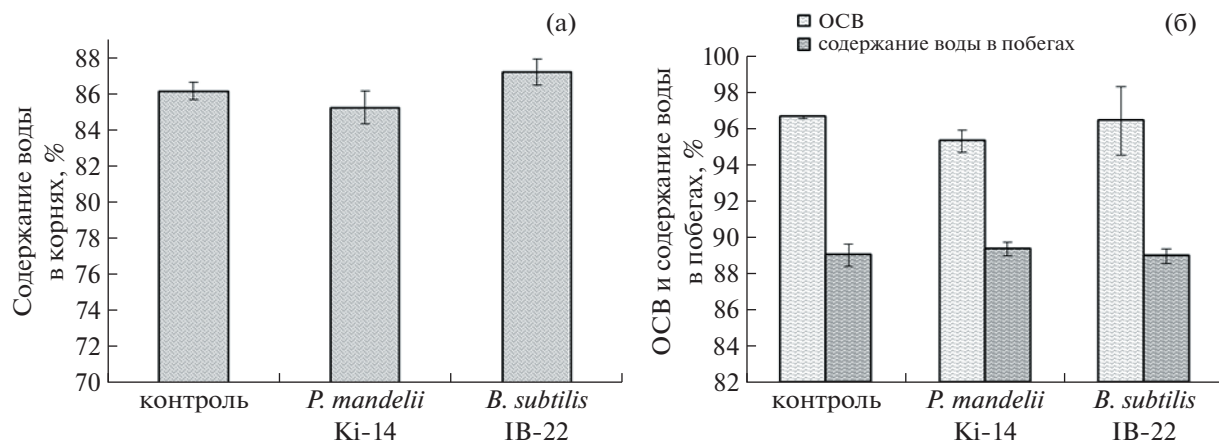 (а)
Содержание воды
в корнях, %
88
86
84
82
80
78
76
74
72
70
контроль
P. mandelii
Ki-14
B. subtilis
IB-22
(б)
ОСВ
содержание воды в побегах
ОСВ и содержание воды
в побегах, %
100
98
96
94
92
90
88
86
84
82
контроль
P. mandelii
Ki-14
B. subtilis
IB-22